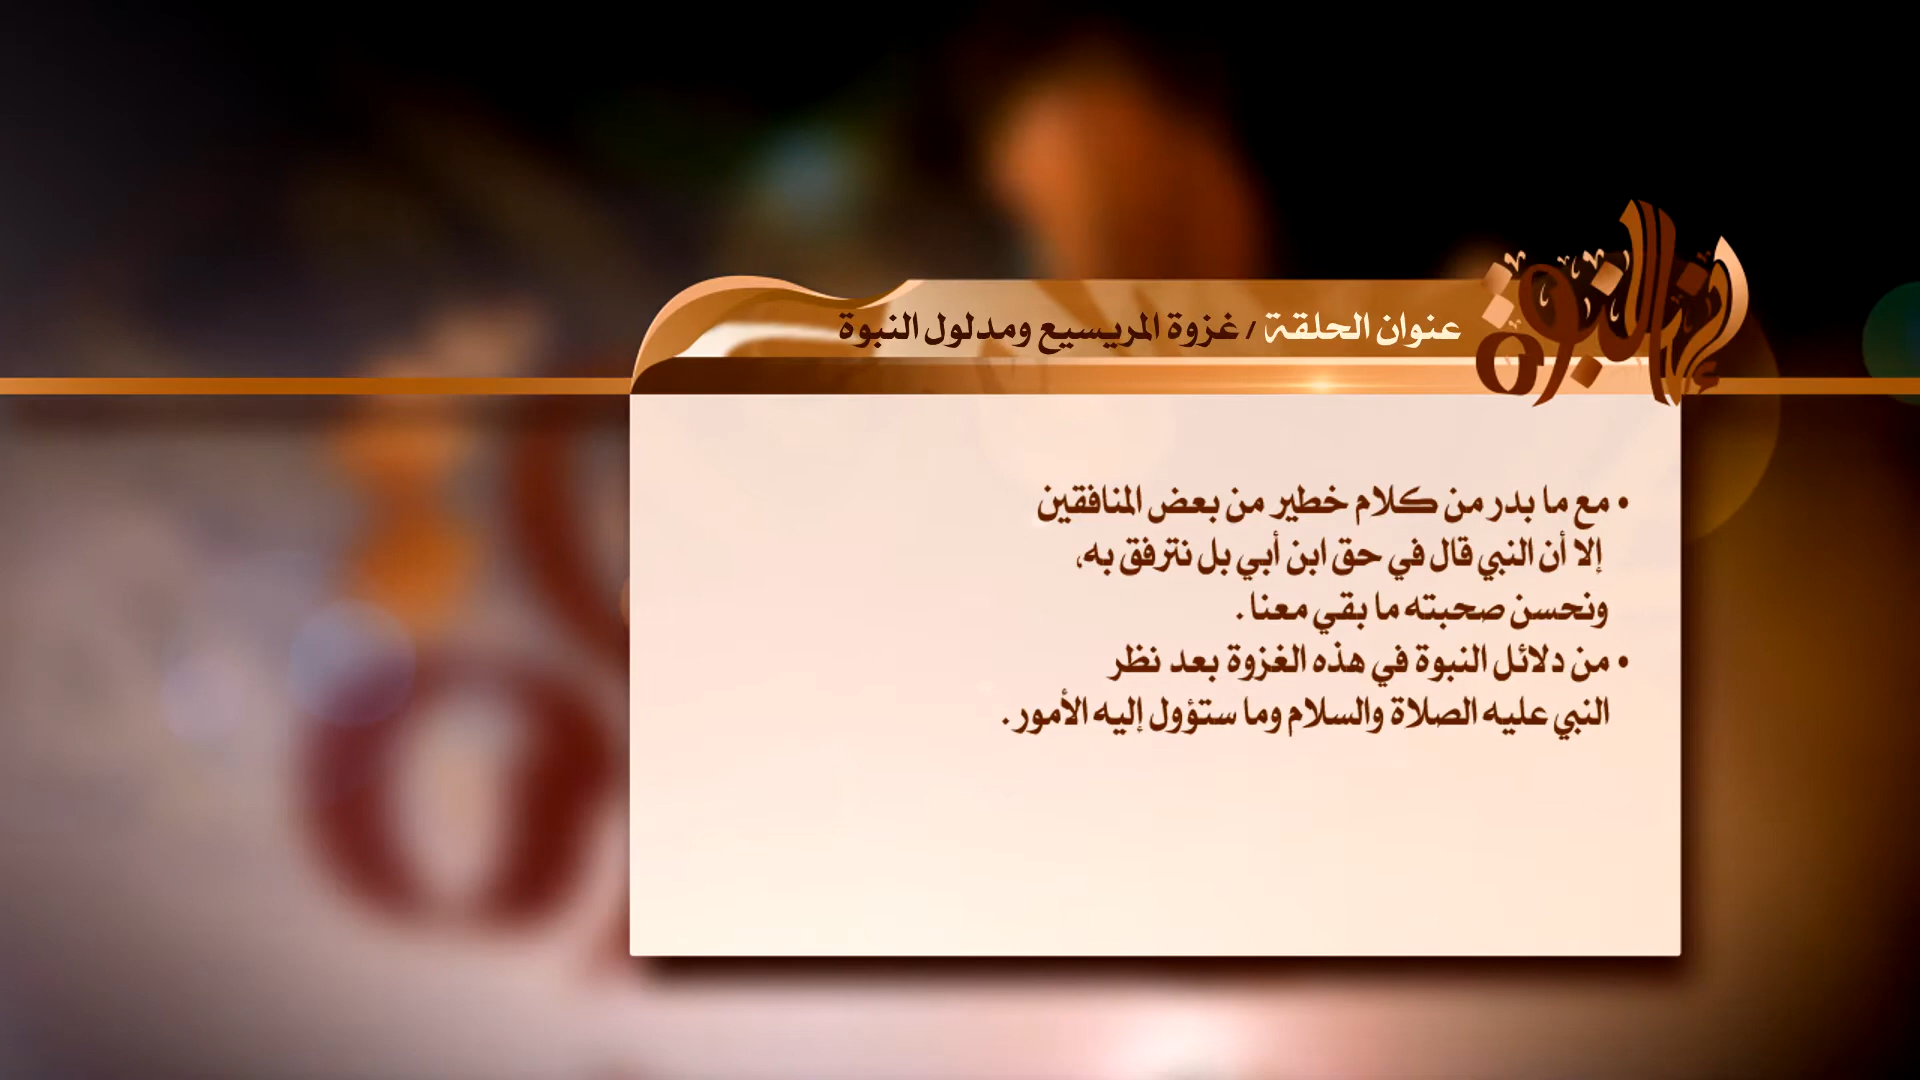 إنها النبوة
عنوان الحلقة / غزوة المريسيع ومدلول النبوة
• مع ما بدر من كلام خطير من بعض المنافقين
إلا أن النبي قال في حق ابن أبي بل نترفق به،
ونحسن صحبته ما بقي معنا .
• من دلائل النبوة في هذه الغزوة بعد نظر
النبي عليه الصلاة والسلام وما ستؤول إليه الأمور .